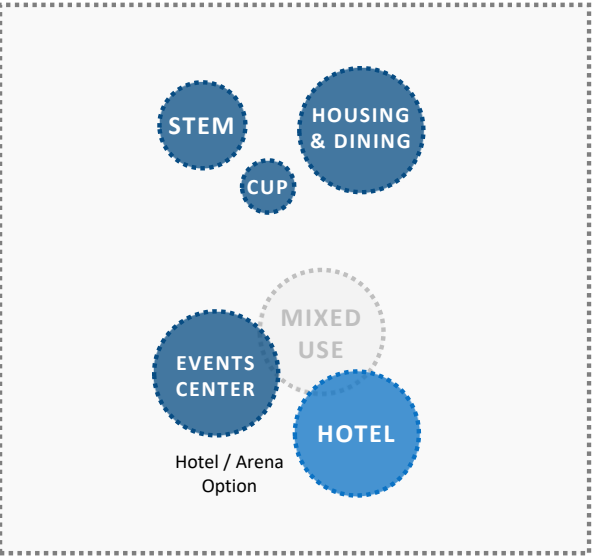 STEM
HOUSING
& DINING
CUP
MIXED
USE
EVENTS
CENTER
HOTEL
Hotel / Arena
Option